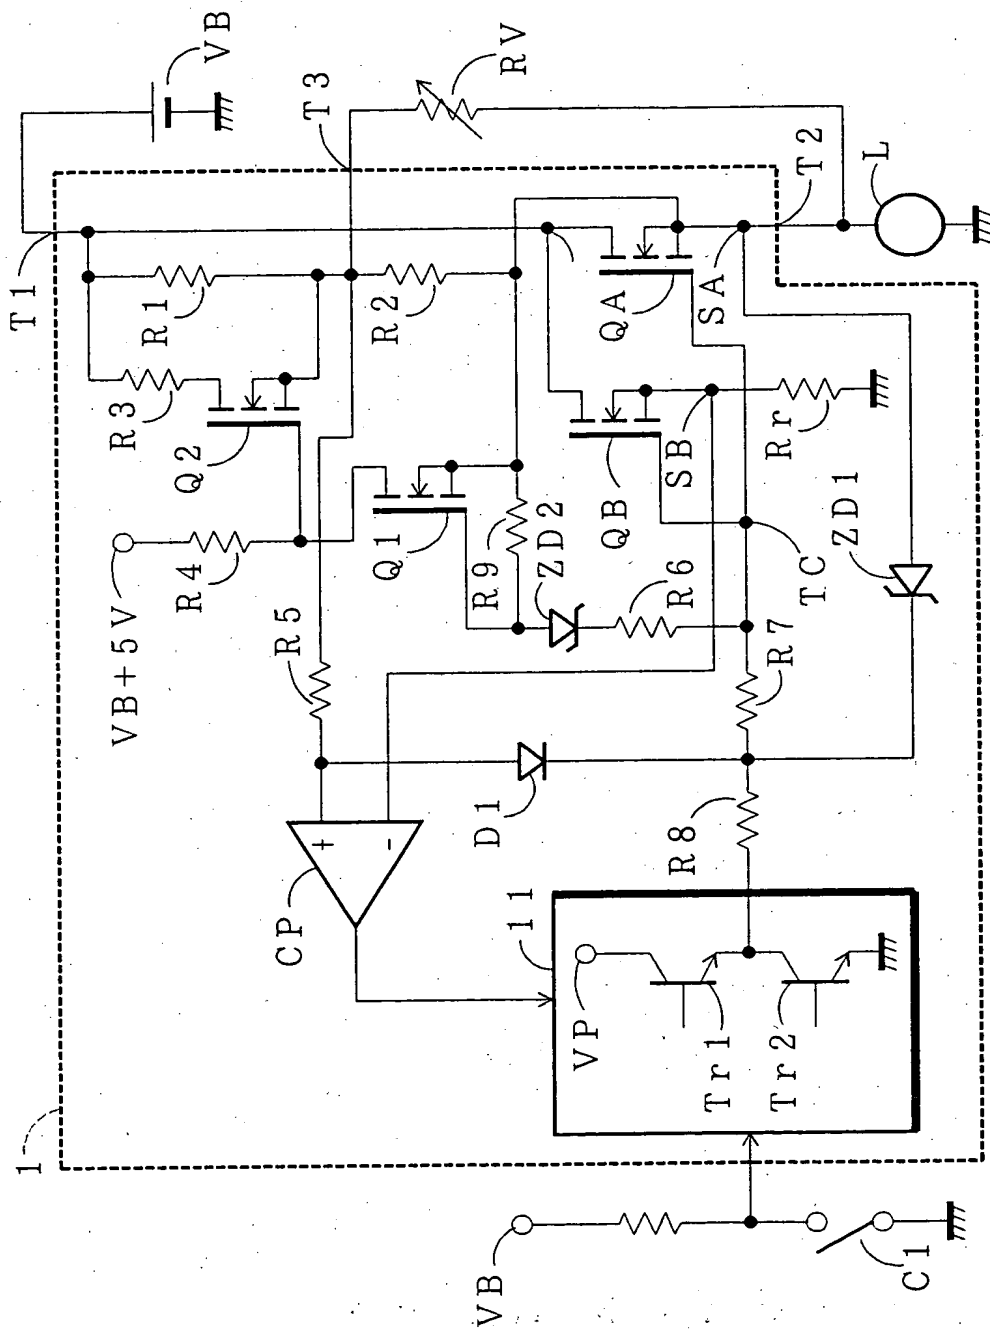 VB
T3
RV
T1
T2
L
R1
R2
QA
SA
R3
Q2
QB
SB
Rr
VB+5V
R4
Q1
R9
ZD2
R6
TC
ZD1
R5
R7
D1
R8
+
-
CP
11
VP
Tr1
Tr2
1
VB
C1